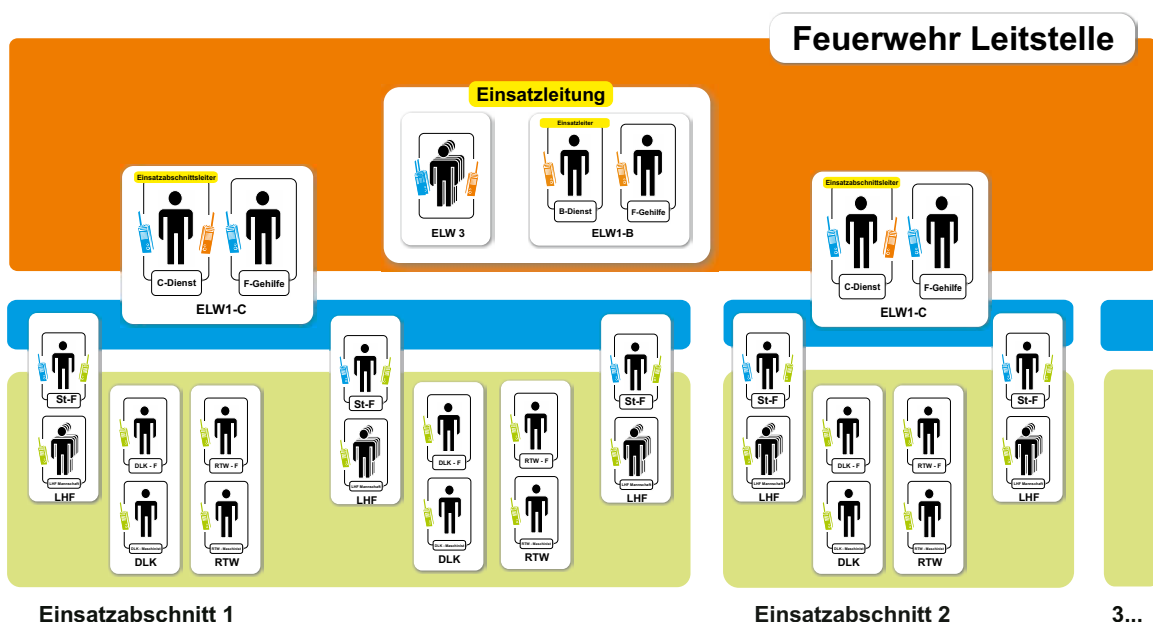 Feuerwehr Leitstelle
Einsatzleitung
Einsatzleiter
B-Dienst
F-Gehilfe
ELW 3
ELW1-B
Einsatzabschnittsleiter
C-Dienst
F-Gehilfe
ELW1-C
Einsatzabschnittsleiter
C-Dienst
F-Gehilfe
ELW1-C
St-F
LHF Mannschaft
LHF
DLK - F
DLK - Maschinist
DLK
RTW - F
RTW - Maschinist
RTW
St-F
LHF Mannschaft
LHF
DLK - F
DLK - Maschinist
DLK
RTW - F
RTW - Maschinist
RTW
St-F
LHF Mannschaft
LHF
St-F
LHF Mannschaft
LHF
DLK - F
DLK - Maschinist
DLK
RTW - F
RTW - Maschinist
RTW
St-F
LHF Mannschaft
LHF
Einsatzabschnitt 1
Einsatzabschnitt 2
3...